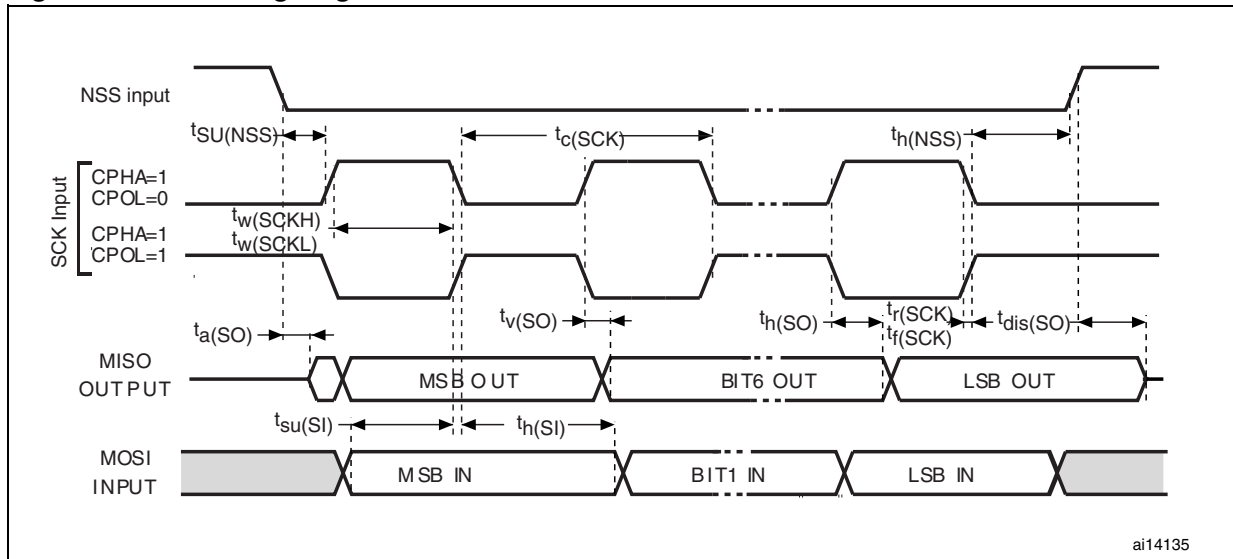 NSS input
tSU(NSS)
tc(SCK)
th(NSS)
SCK Input
CPHA=1
CPOL=0
tw(SCKH)
tw(SCKL)
CPHA=1
CPOL=1
ta(SO)
tv(SO)
th(SO)
tr(SCK)
tf(SCK)
tdis(SO)
MISO
OUTPUT
MSB OUT
BIT6 OUT
LSB OUT
tsu(SI)
th(SI)
MOSI
INPUT
MSB IN
BIT1 IN
LSB IN
ai14135